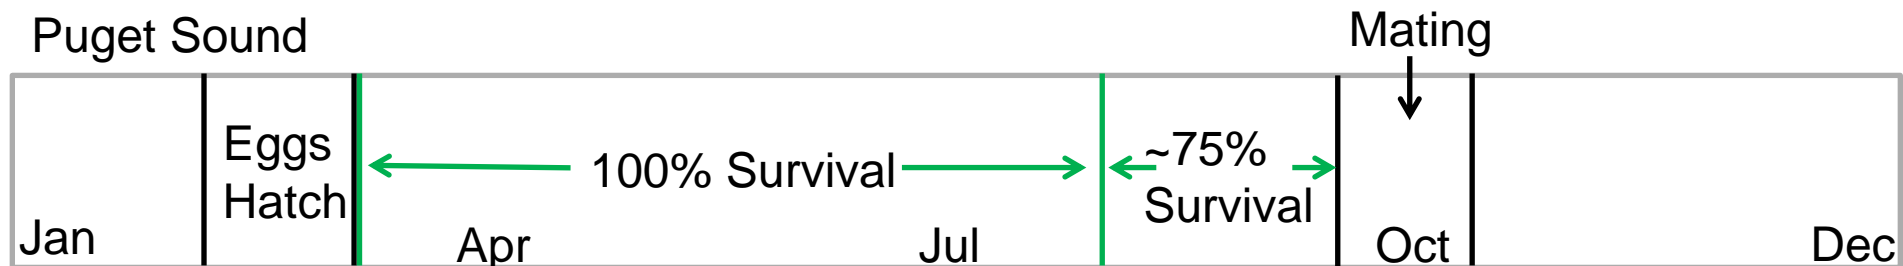 Puget Sound
Mating
Eggs
Hatch
100% Survival
~75%
Survival
Jan
Apr
Jul
Oct
Dec